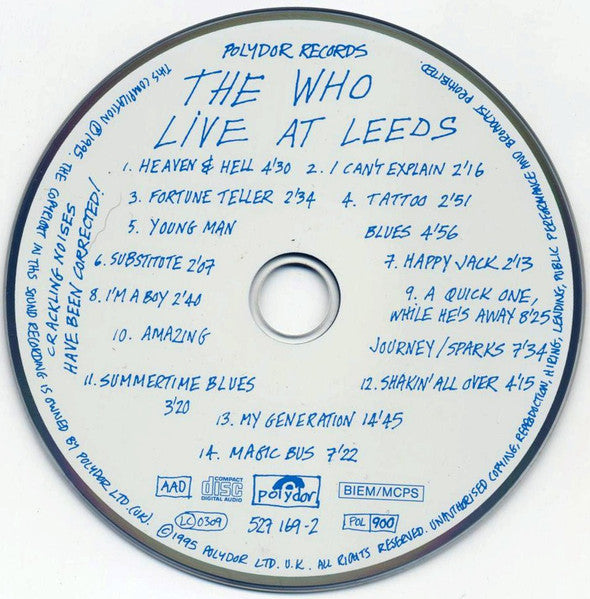 POLYDOR RECORDS
THE WHO
LIVE AT LEEDS
1. HEAVEN & HELL 4'30 2. I CAN'T EXPLAIN 2'16
3. FORTUNE TELLER 2'34 4. TATTOO 2'51
5. YOUNG MAN BLUES 4'56
6. SUBSTITUTE 2'07 7. HAPPY JACK 2'13
8. I'M A BOY 2'40 9. A QUICK ONE,
WHILE HE'S AWAY 8'25
10. AMAZING
JOURNEY/SPARKS 7'34
11. SUMMERTIME BLUES 12. SHAKIN' ALL OVER 4'15
3'20
13. MY GENERATION 14'45
14. MAGIC BUS 7'22
AAD COMPACT disc DIGITAL AUDIO polydor BIEM/MCPS
LC 0309 529 169-2 POL 900
CRACKLING NOISES
HAVE BEEN CORRECTED!
THIS COMPILATION ℗1995 THE COPYRIGHT IN THIS SOUND RECORDING IS OWNED BY POLYDOR LTD. (UK). ©1995 POLYDOR LTD. U.K. ALL RIGHTS RESERVED. UNAUTHORISED COPYING, REPRODUCTION, HIRING, LENDING, PUBLIC PERFORMANCE AND BROADCAST PROHIBITED.